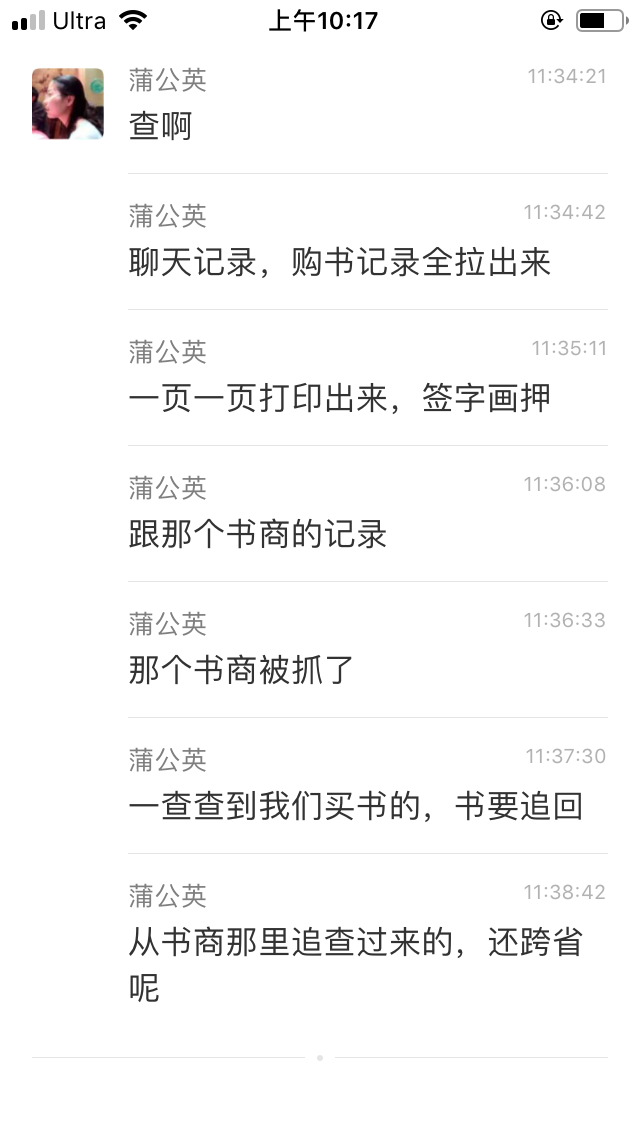 Ultra 上午10:17
蒲公英 11:34:21
查啊
蒲公英 11:34:42
聊天记录，购书记录全拉出来
蒲公英 11:35:11
一页一页打印出来，签字画押
蒲公英 11:36:08
跟那个书商的记录
蒲公英 11:36:33
那个书商被抓了
蒲公英 11:37:30
一查查到我们买书的，书要追回
蒲公英 11:38:42
从书商那里追查过来的，还跨省
呢